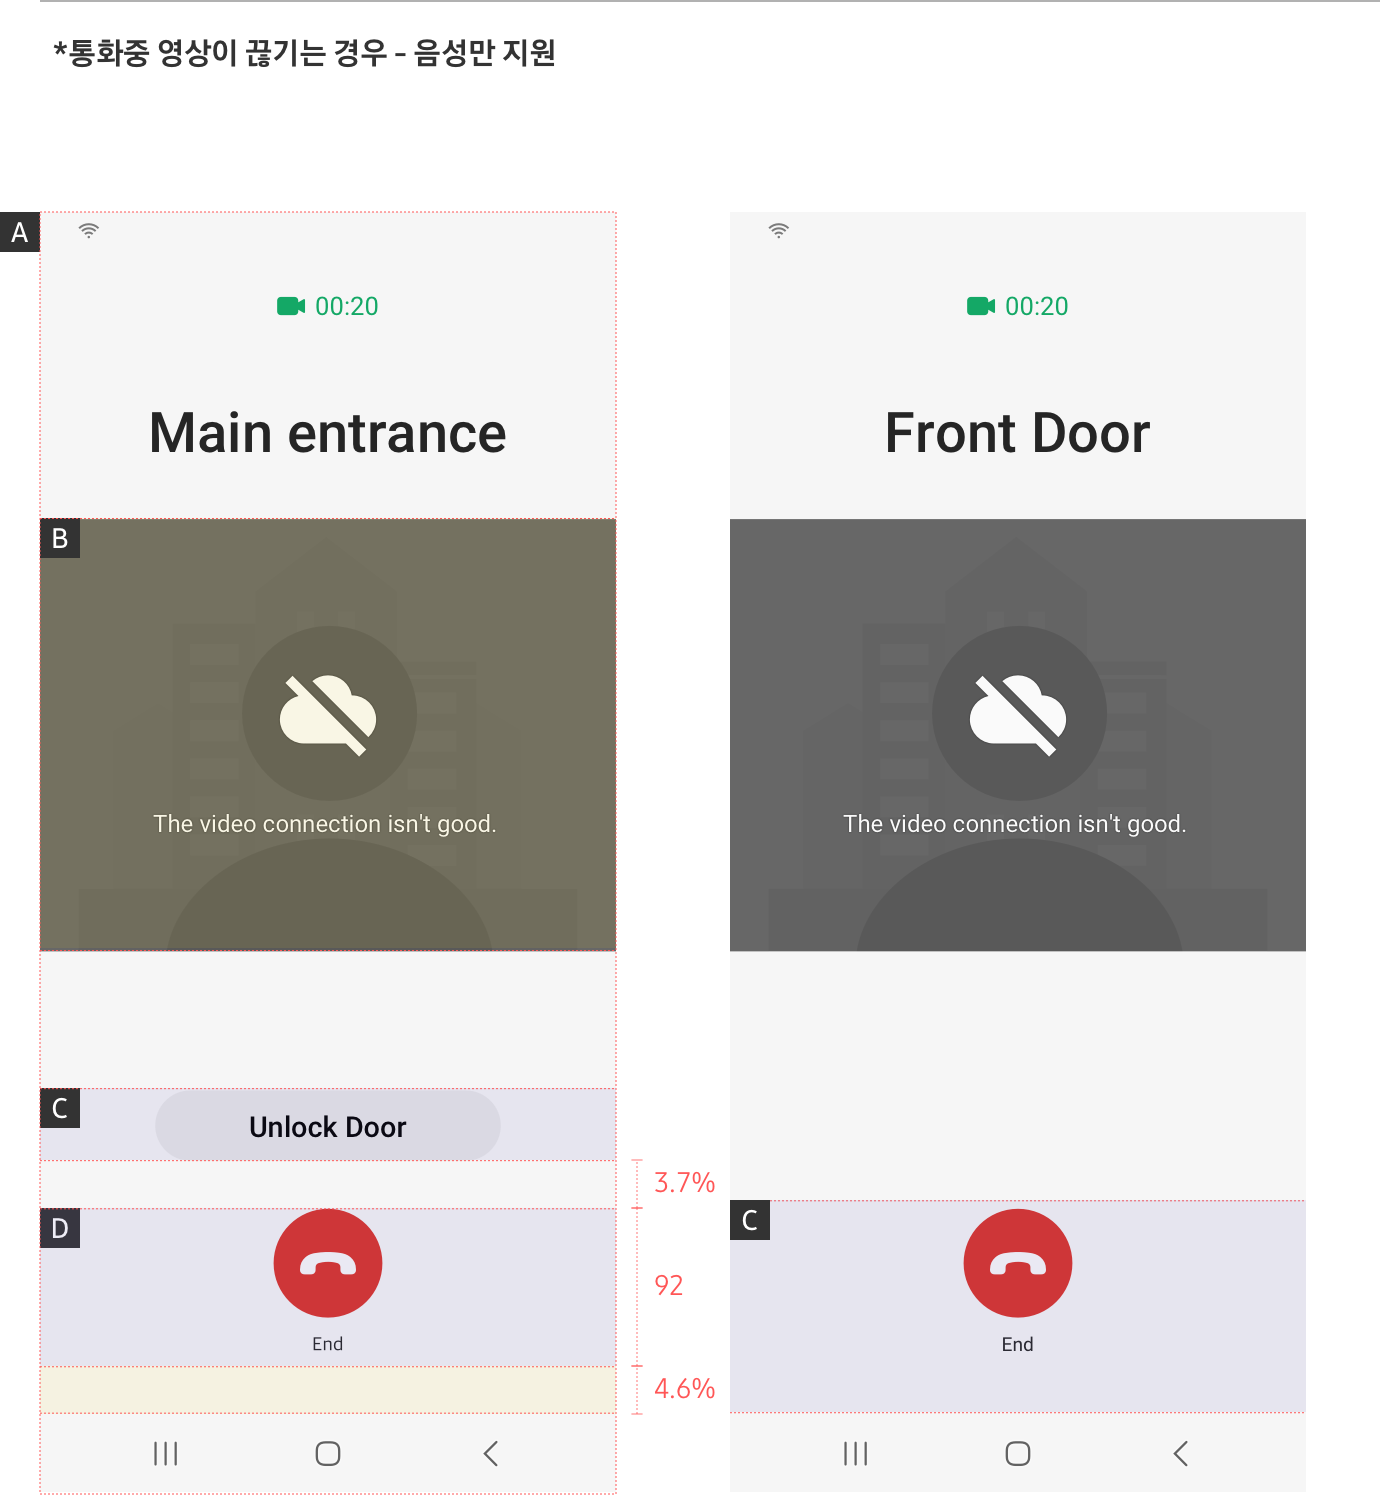 *통화중 영상이 끊기는 경우 - 음성만 지원
A
00:20
Main entrance
B
The video connection isn't good.
C
Unlock Door
3.7%
D
End
92
4.6%
00:20
Front Door
The video connection isn't good.
C
End